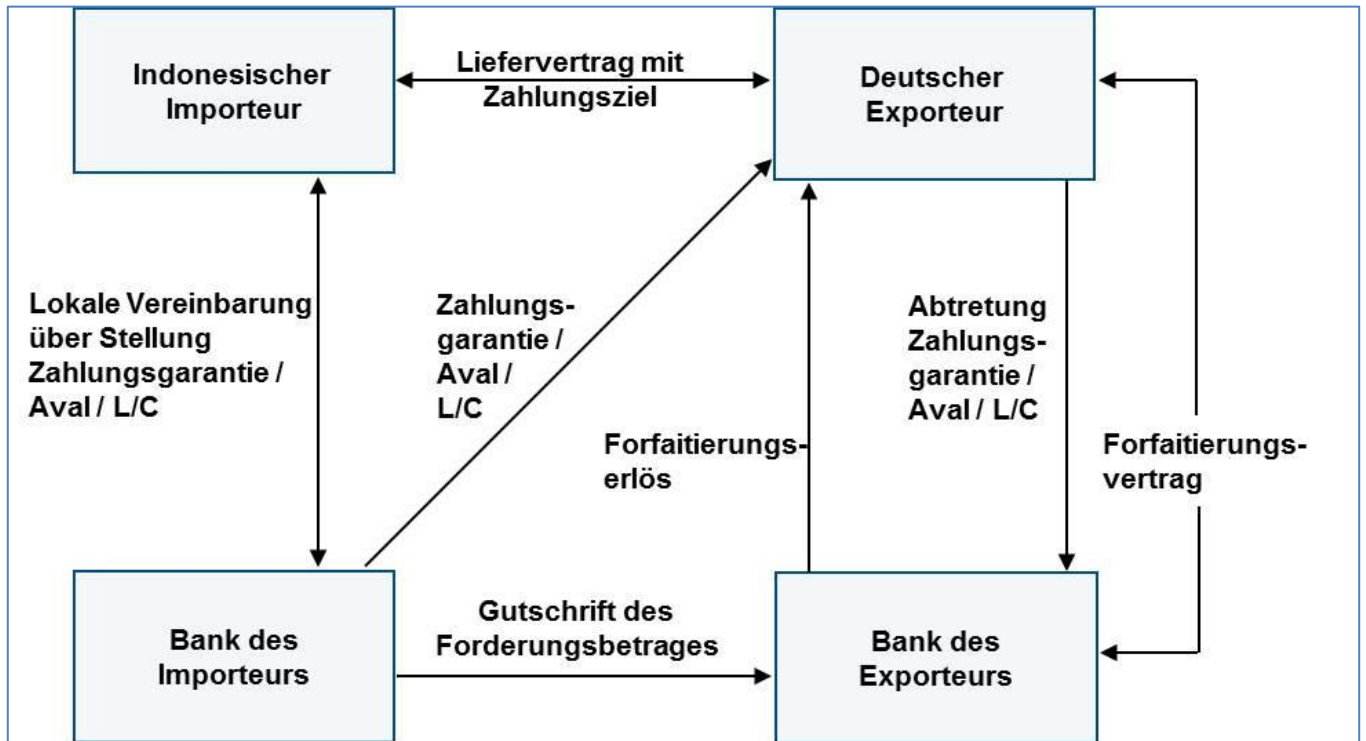 Indonesischer
Importeur
Liefervertrag mit
Zahlungsziel
Deutscher
Exporteur
Lokale Vereinbarung
über Stellung
Zahlungsgarantie /
Aval / L/C
Zahlungs-
garantie /
Aval /
L/C
Forfaitierungs-
erlös
Abtretung
Zahlungs-
garantie /
Aval / L/C
Forfaitierungs-
vertrag
Bank des
Importeurs
Gutschrift des
Forderungsbetrages
Bank des
Exporteurs